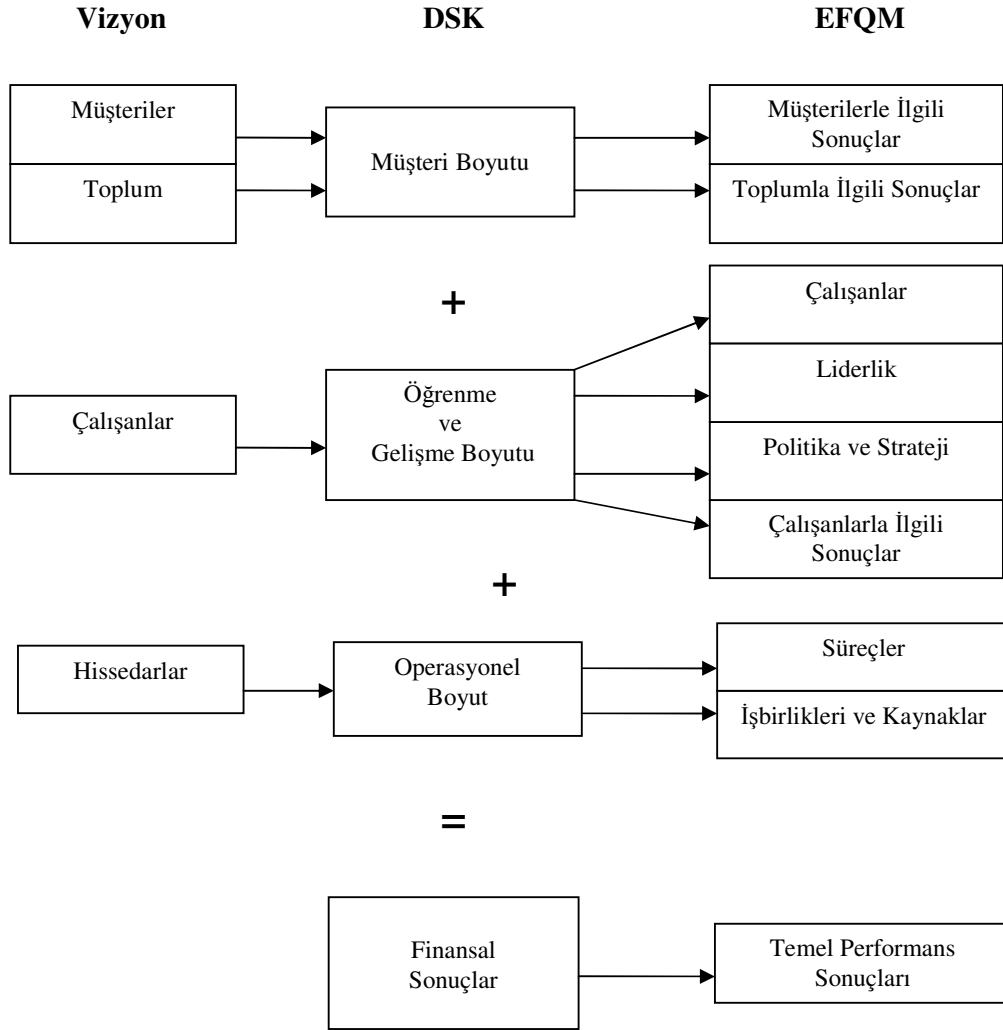 Vizyon DSK EFQM
Müşteriler
Toplum
Müşteri Boyutu
Müşterilerle İlgili
Sonuçlar
Toplumla İlgili Sonuçlar
+
Çalışanlar
Öğrenme
ve
Gelişme Boyutu
Çalışanlar
Liderlik
Politika ve Strateji
Çalışanlarla İlgili
Sonuçlar
+
Hissedarlar
Operasyonel
Boyut
Süreçler
İşbirlikleri ve Kaynaklar
=
Finansal
Sonuçlar
Temel Performans
Sonuçları